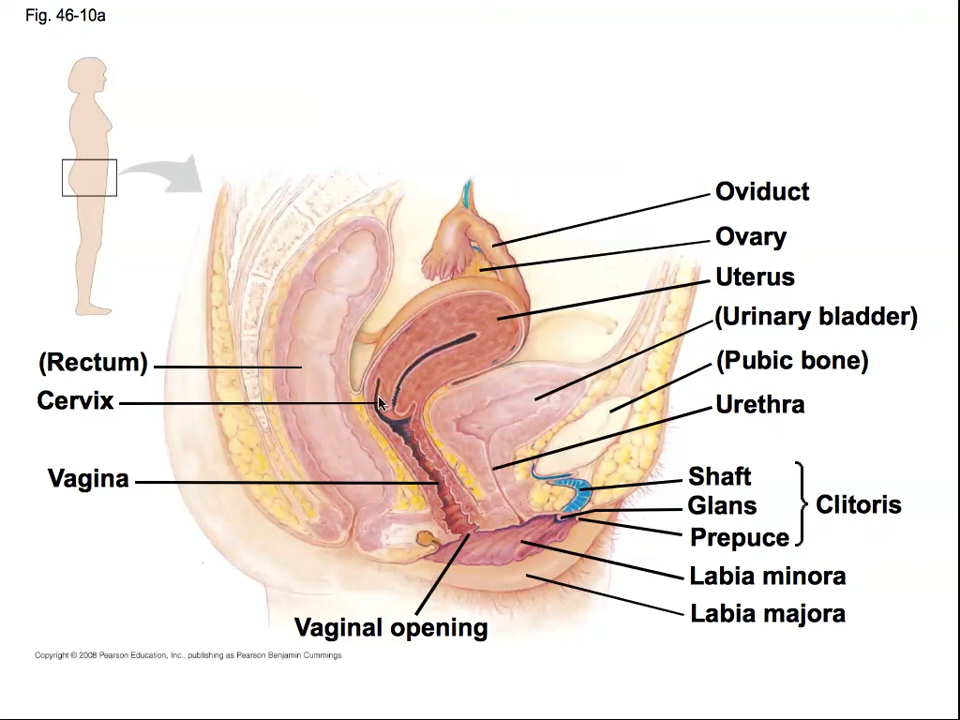 Fig. 46-10a
Oviduct
Ovary
Uterus
(Urinary bladder)
(Pubic bone)
Urethra
(Rectum)
Cervix
Vagina
Shaft
Glans
Prepuce
Clitoris
Labia minora
Labia majora
Vaginal opening
Copyright © 2008 Pearson Education, Inc., publishing as Pearson Benjamin Cummings.